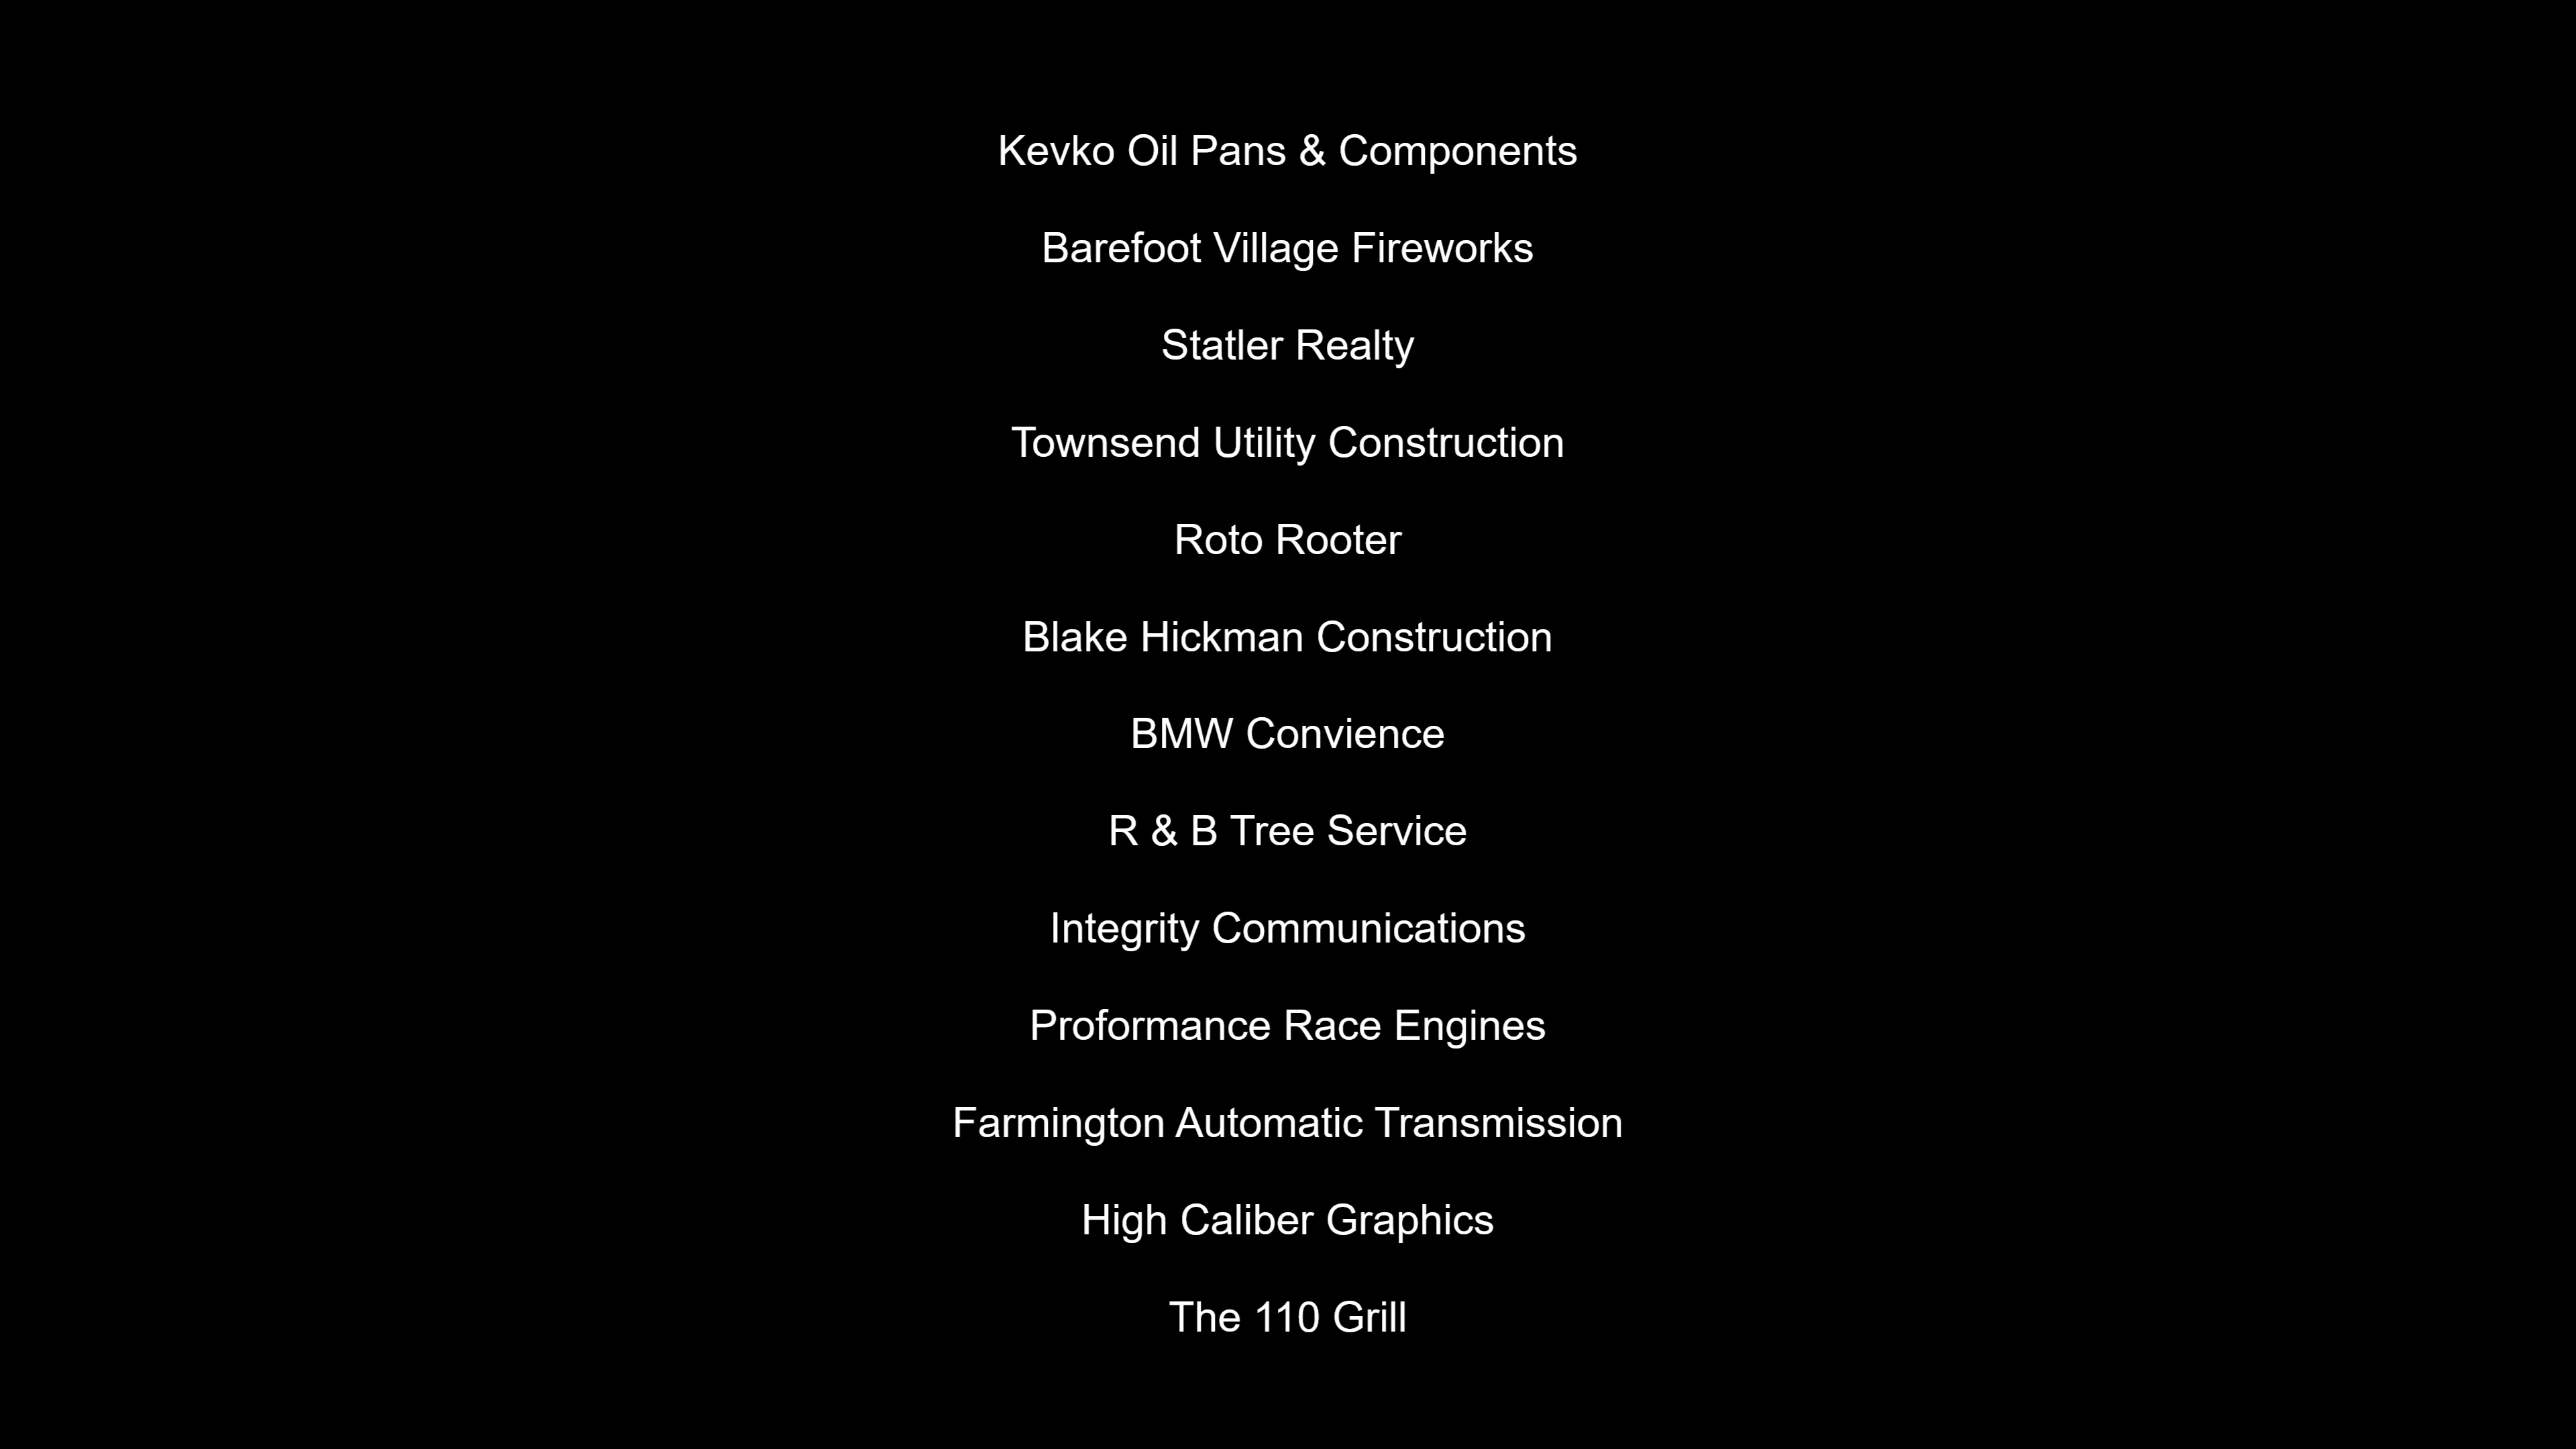 Kevko Oil Pans & Components
Barefoot Village Fireworks
Statler Realty
Townsend Utility Construction
Roto Rooter
Blake Hickman Construction
BMW Convience
R & B Tree Service
Integrity Communications
Proformance Race Engines
Farmington Automatic Transmission
High Caliber Graphics
The 110 Grill